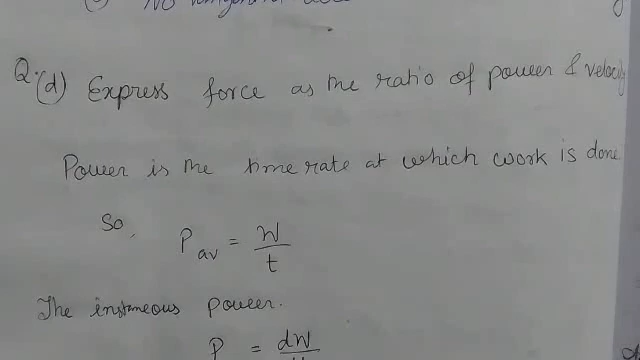 Q.(d) Express force as the ratio of power & velocity
Power is the time rate at which work is done
So, P av = W/t
The instaneous power.
P = dW